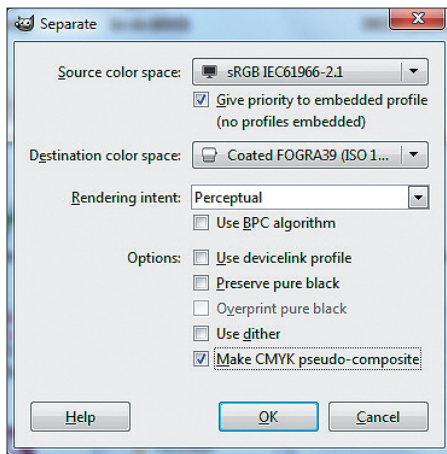 Separate
Source color space: sRGB IEC61966-2.1
Give priority to embedded profile
(no profiles embedded)
Destination color space: Coated FOGRA39 (ISO 1...
Rendering intent: Perceptual
Use BPC algorithm
Options: Use devicelink profile
Preserve pure black
Overprint pure black
Use dither
Make CMYK pseudo-composite
Help OK Cancel